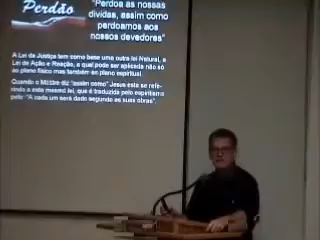 Perdão
"Perdoa as nossas
dívidas, assim como
perdoamos aos
nossos devedores"
A Lei de Justiça tem como base uma outra lei Natural, a
Lei de Ação e Reação, a qual pode ser aplicada não só
ao plano físico mas também ao plano espiritual.
Quando o Mestre diz "assim como" Jesus está se refe-
rindo a esta mesma lei, que é traduzida pelo espiritismo
pelo: "A cada um será dado segundo as suas obras".